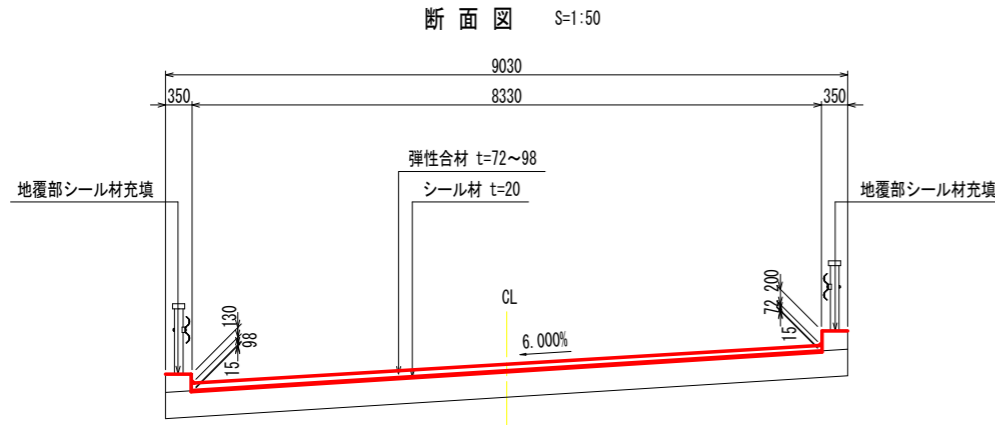 断面図 S=1:50
9030
350 8330 350
弾性合材 t=72～98
シール材 t=20
地覆部シール材充填
地覆部シール材充填
CL
6.000%
130
98
15
200
72
15